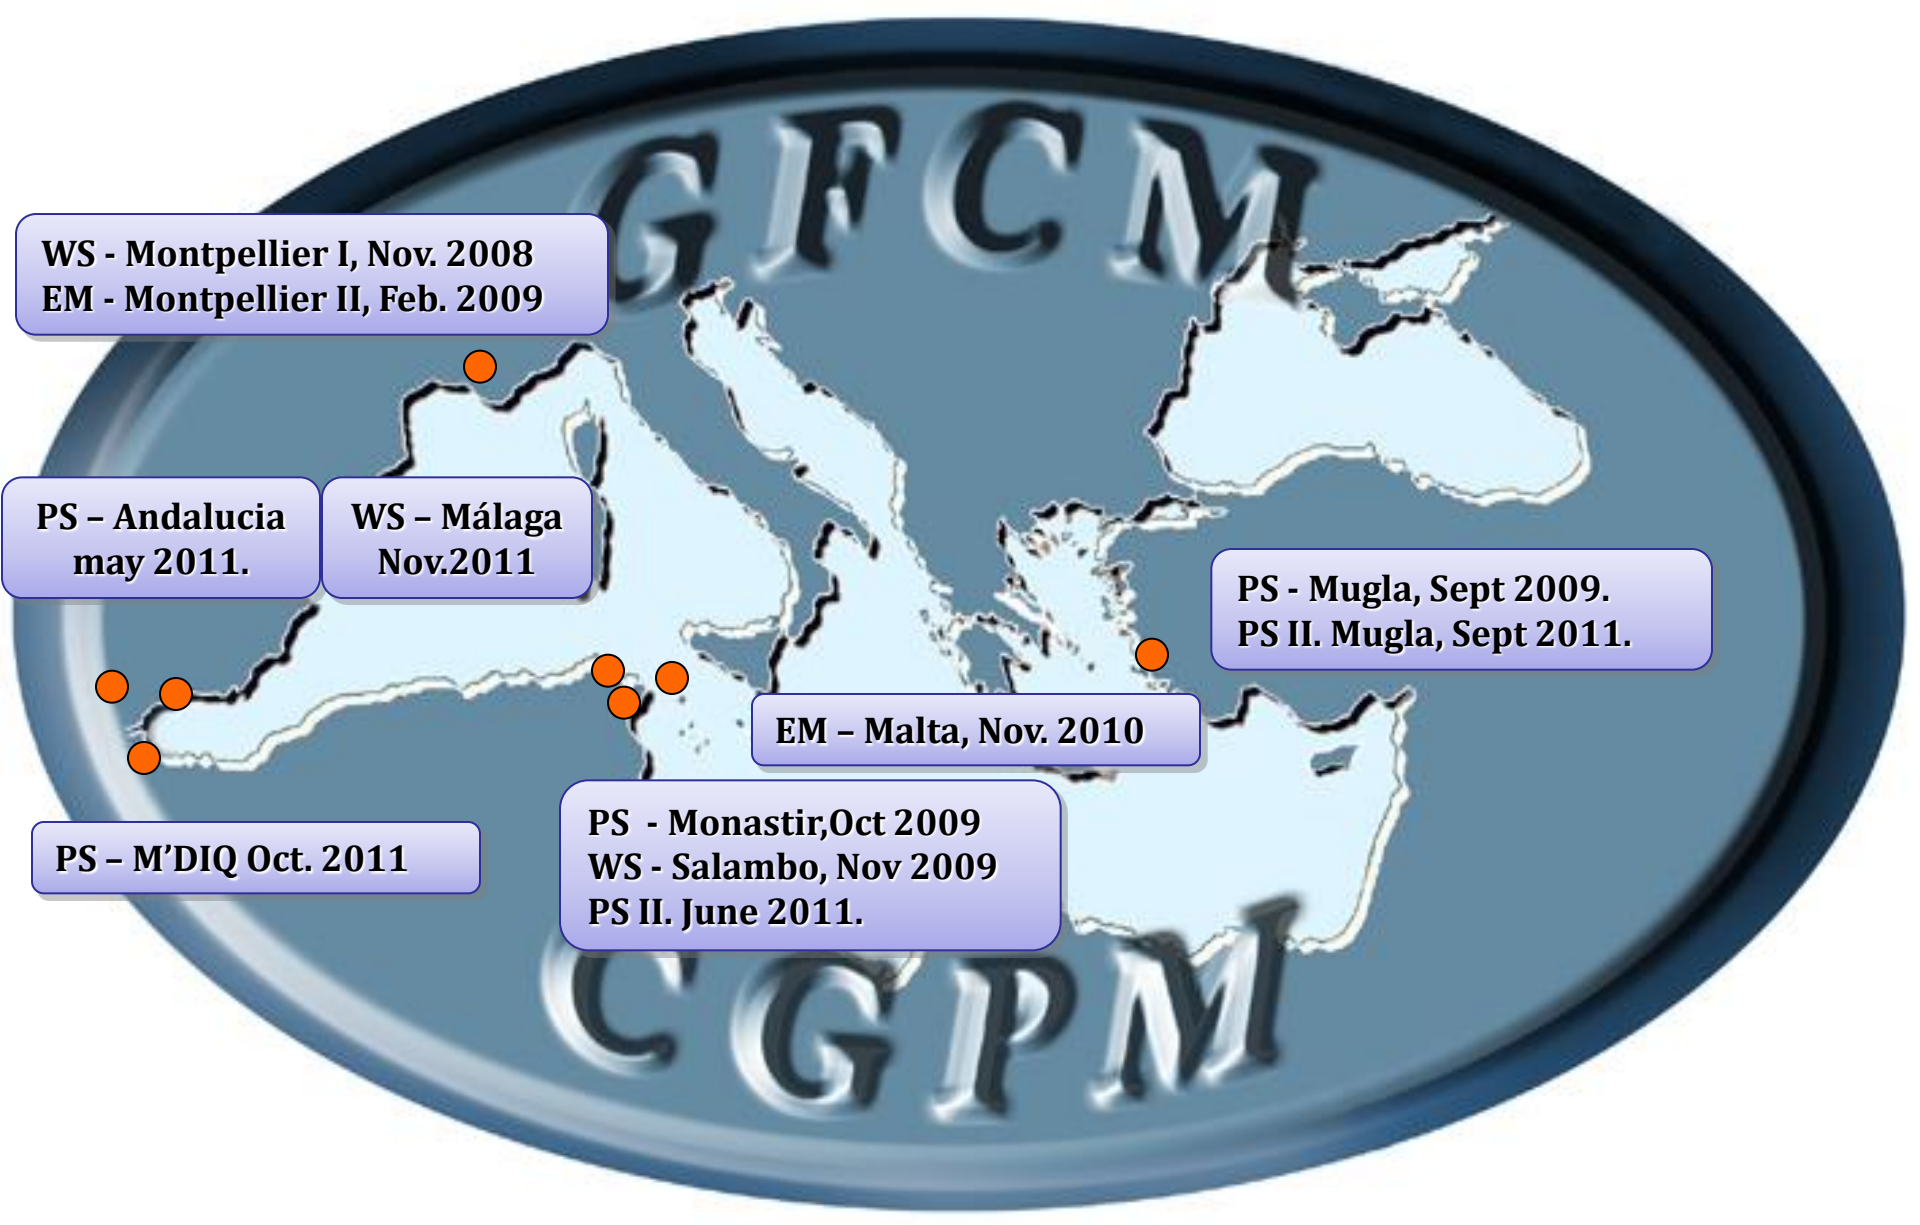 GFCM
WS - Montpellier I, Nov. 2008
EM - Montpellier II, Feb. 2009
PS – Andalucia
may 2011.
WS – Málaga
Nov.2011
PS - Mugla, Sept 2009.
PS II. Mugla, Sept 2011.
EM – Malta, Nov. 2010
PS - Monastir,Oct 2009
WS - Salambo, Nov 2009
PS II. June 2011.
PS – M’DIQ Oct. 2011
CGPM